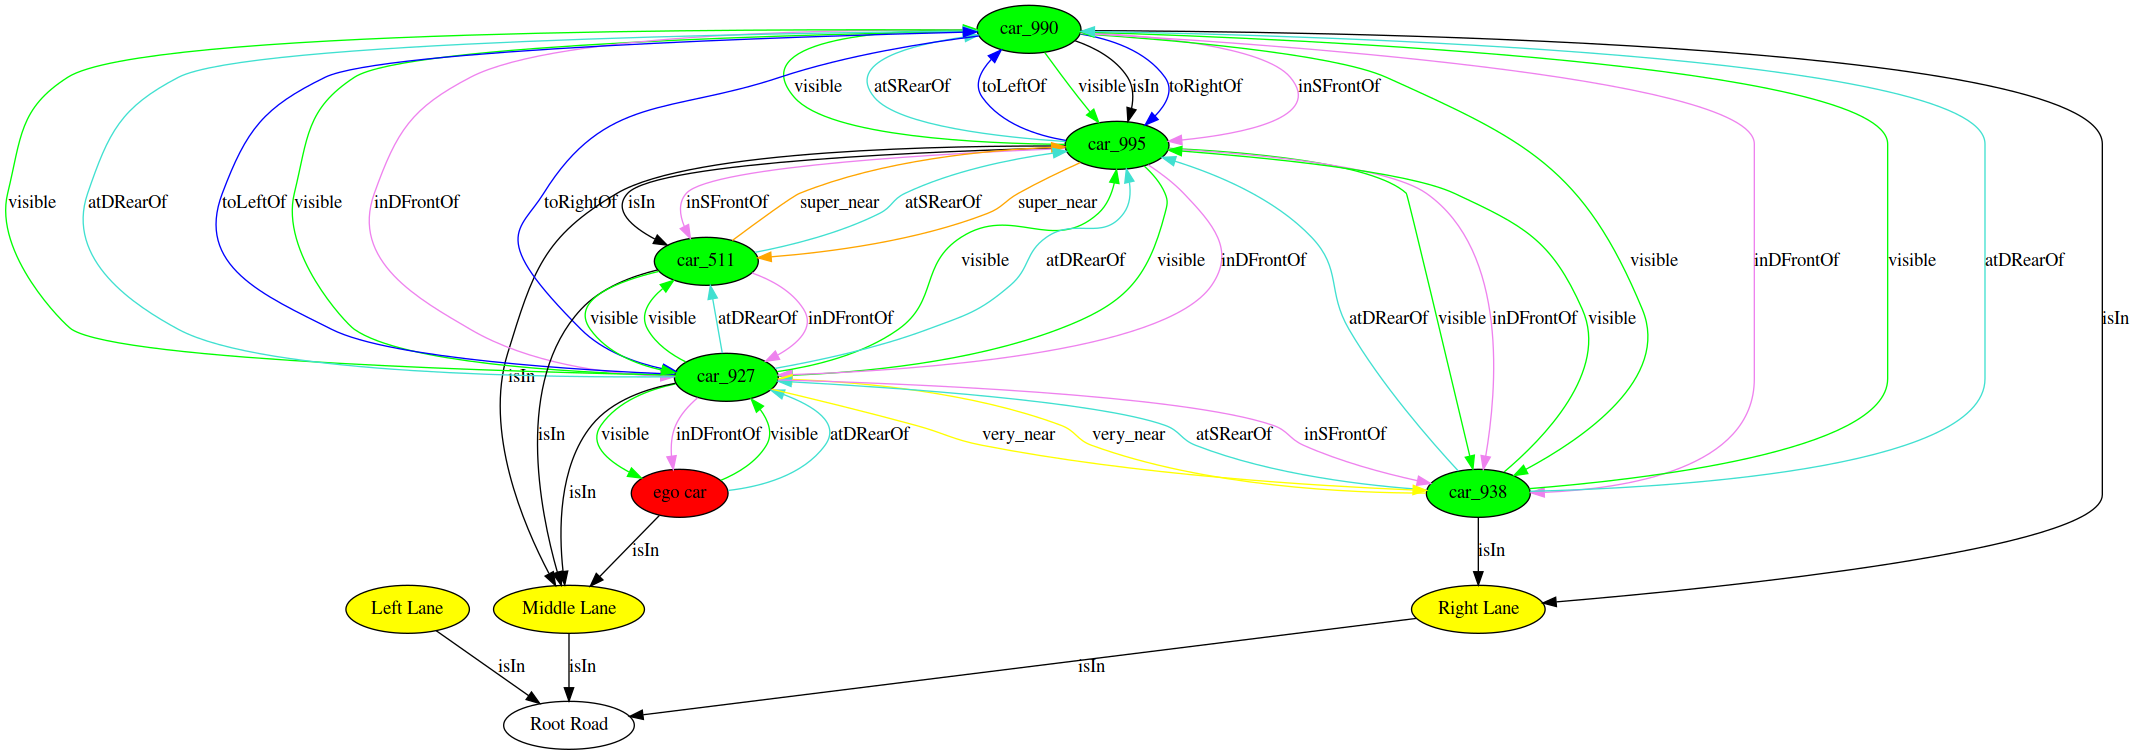 car_990
visible
atSRearOf
toLeftOf
visible
isIn
toRightOf
inSFrontOf
car_995
visible
atDRearOf
toLeftOf
visible
inDFrontOf
toRightOf
isIn
inSFrontOf
super_near
atSRearOf
super_near
car_511
visible
atDRearOf
visible
inDFrontOf
visible
inDFrontOf
visible
atDRearOf
visible
visible
atDRearOf
inDFrontOf
atDRearOf
visible
inDFrontOf
visible
isIn
isIn
car_927
isIn
visible
inDFrontOf
visible
atDRearOf
very_near
very_near
atSRearOf
inSFrontOf
isIn
ego car
car_938
isIn
isIn
Left Lane
Middle Lane
Right Lane
isIn
isIn
isIn
Root Road